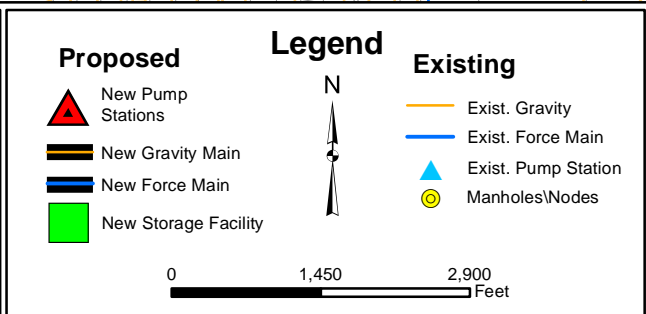 Legend
Proposed
New Pump
Stations
New Gravity Main
New Force Main
New Storage Facility
N
Existing
Exist. Gravity
Exist. Force Main
Exist. Pump Station
Manholes\Nodes
0 1,450 2,900
Feet